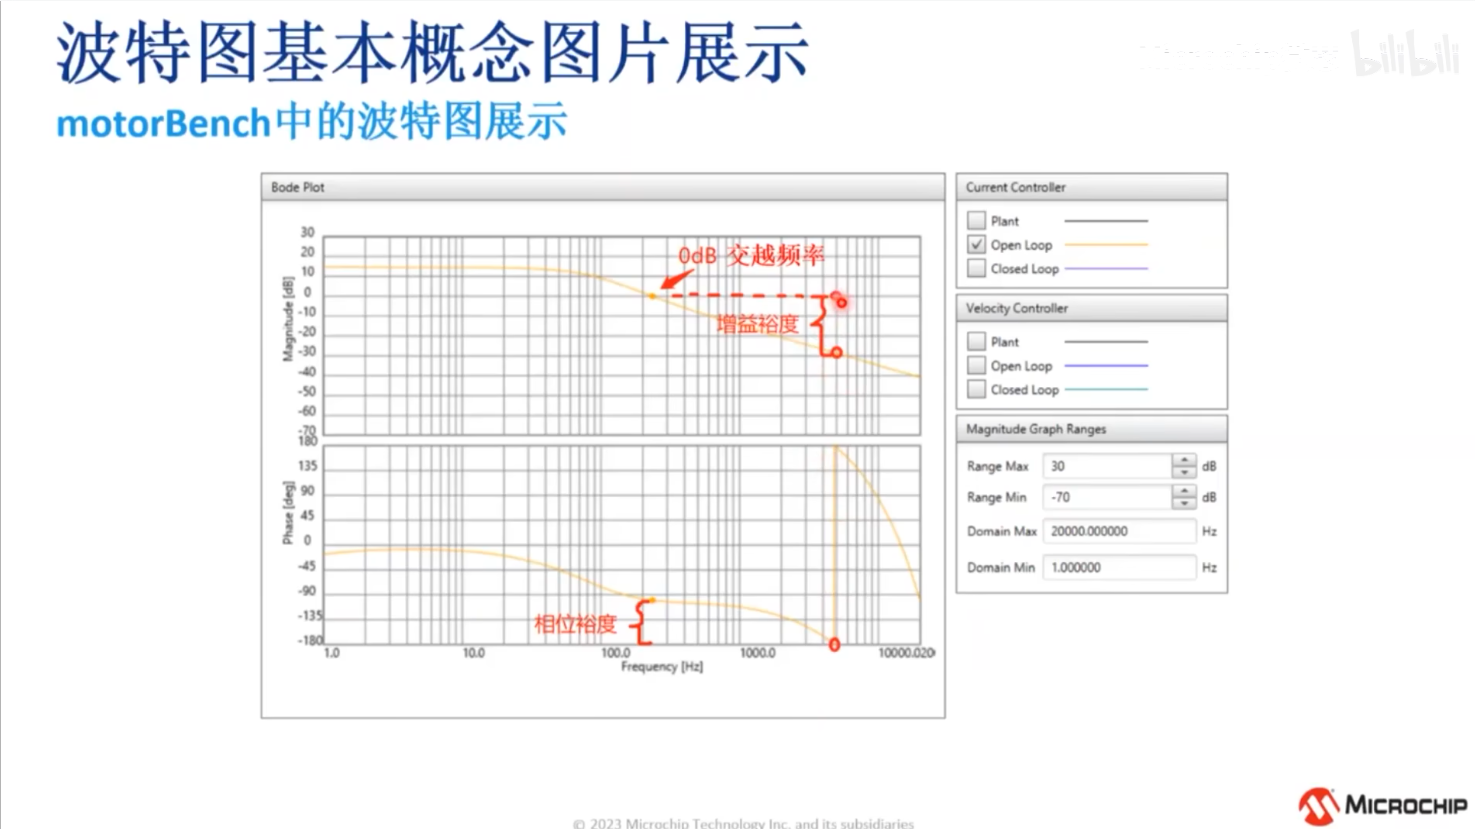 波特图基本概念图片展示
bilibili
motorBench中的波特图展示
Bode Plot
30
20
10
0
-10
-20
-30
-40
-50
-60
-70
Magnitude [dB]
0dB 交越频率
增益裕度
180
135
90
45
0
-45
-90
-135
-180
Phase [deg]
相位裕度
1.0
10.0
100.0
1000.0
10000.0200
Frequency [Hz]
Current Controller
Plant
Open Loop
Closed Loop
Velocity Controller
Plant
Open Loop
Closed Loop
Magnitude Graph Ranges
Range Max 30 dB
Range Min -70 dB
Domain Max 20000.000000 Hz
Domain Min 1.000000 Hz
MICROCHIP
© 2023 Microchip Technology Inc. and its subsidiaries